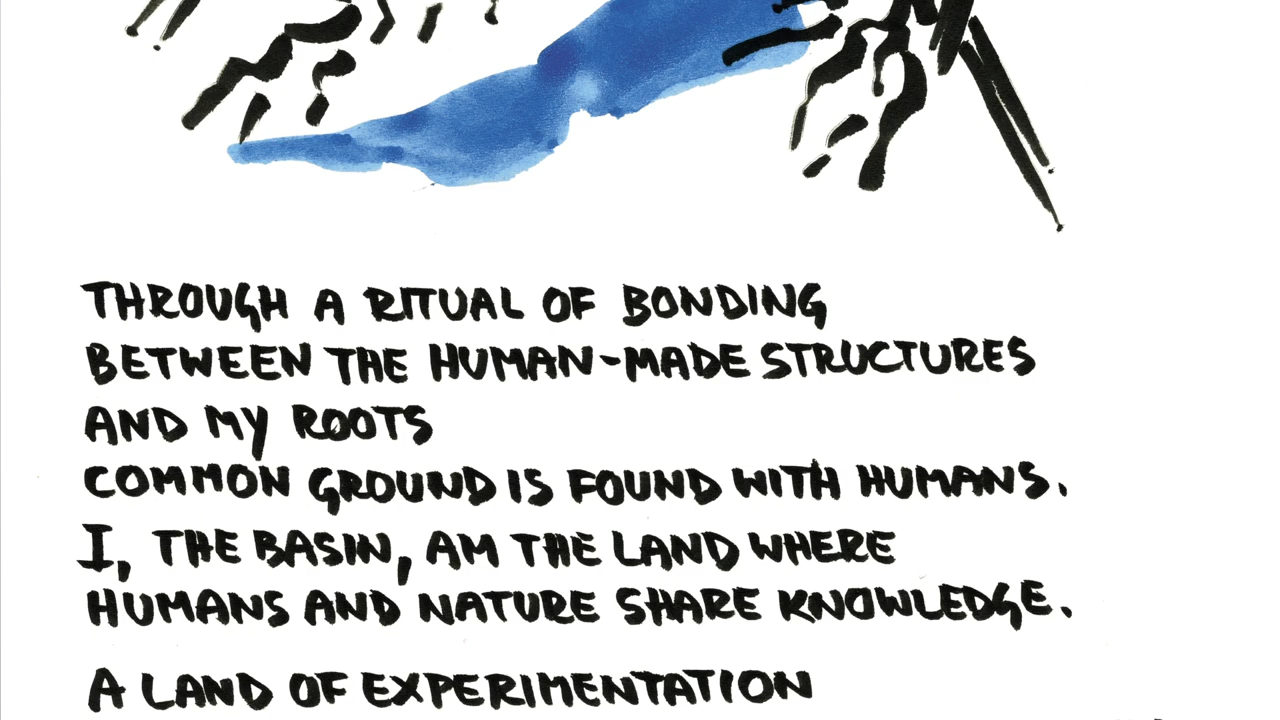 THROUGH A RITUAL OF BONDING
BETWEEN THE HUMAN-MADE STRUCTURES
AND MY ROOTS
COMMON GROUND IS FOUND WITH HUMANS.
I, THE BASIN, AM THE LAND WHERE
HUMANS AND NATURE SHARE KNOWLEDGE.
A LAND OF EXPERIMENTATION